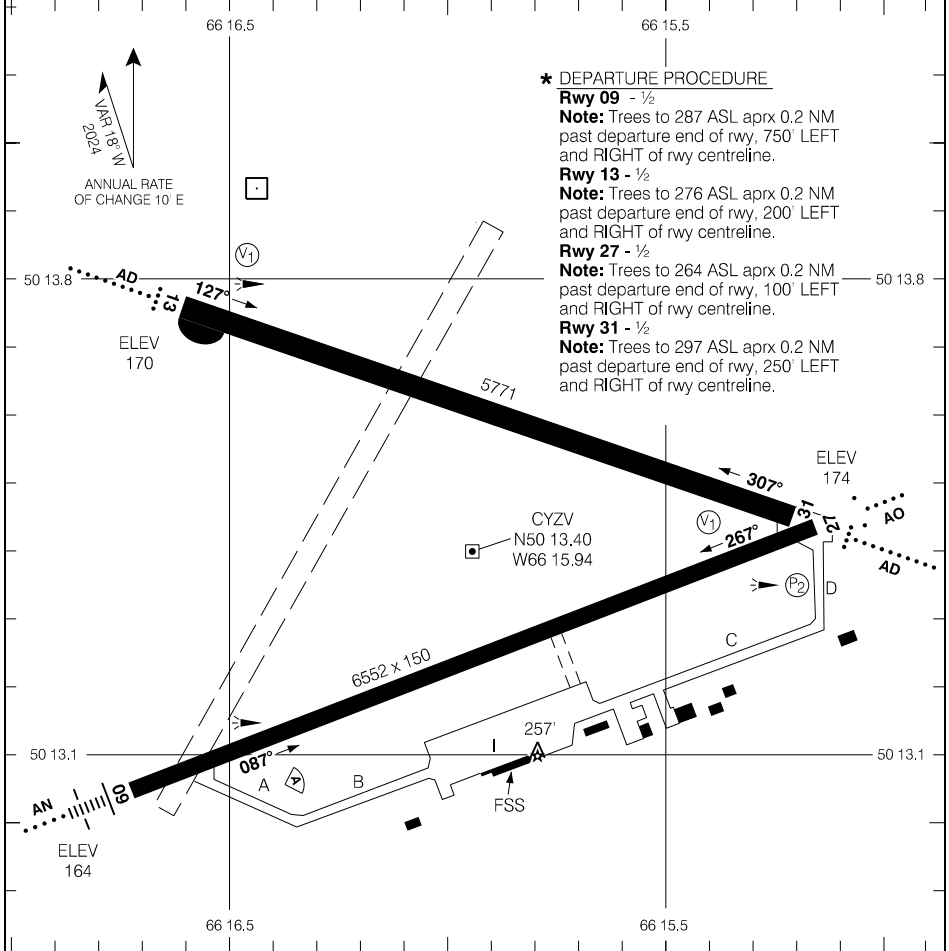 66 16.5
66 15.5
VAR 18° W
2024
ANNUAL RATE
OF CHANGE 10' E
* DEPARTURE PROCEDURE
Rwy 09 - ½
Note: Trees to 287 ASL aprx 0.2 NM
past departure end of rwy, 750' LEFT
and RIGHT of rwy centreline.
Rwy 13 - ½
Note: Trees to 276 ASL aprx 0.2 NM
past departure end of rwy, 200' LEFT
and RIGHT of rwy centreline.
Rwy 27 - ½
Note: Trees to 264 ASL aprx 0.2 NM
past departure end of rwy, 100' LEFT
and RIGHT of rwy centreline.
Rwy 31 - ½
Note: Trees to 297 ASL aprx 0.2 NM
past departure end of rwy, 250' LEFT
and RIGHT of rwy centreline.
V1
50 13.8
50 13.8
AD
13
127°
ELEV
170
5771
307°
31
ELEV
174
27
AO
AD
V1
267°
CYZV
N50 13.40
W66 15.94
P2
D
C
6552 x 150
257'
I
50 13.1
50 13.1
087°
A
A
B
FSS
09
AN
ELEV
164
66 16.5
66 15.5